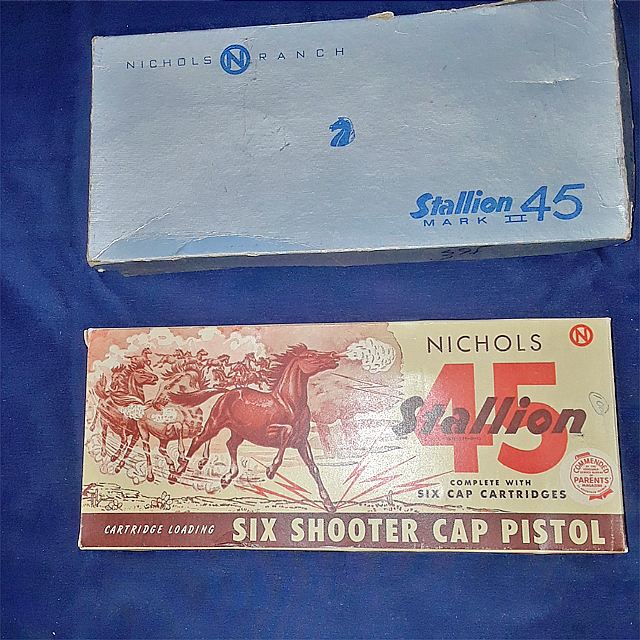 NICHOLS N RANCH
Stallion 45
MARK II
NICHOLS
N
45
Stallion
COMPLETE WITH
SIX CAP CARTRIDGES
COMMENDED
PARENTS'
MAGAZINE
CARTRIDGE LOADING SIX SHOOTER CAP PISTOL